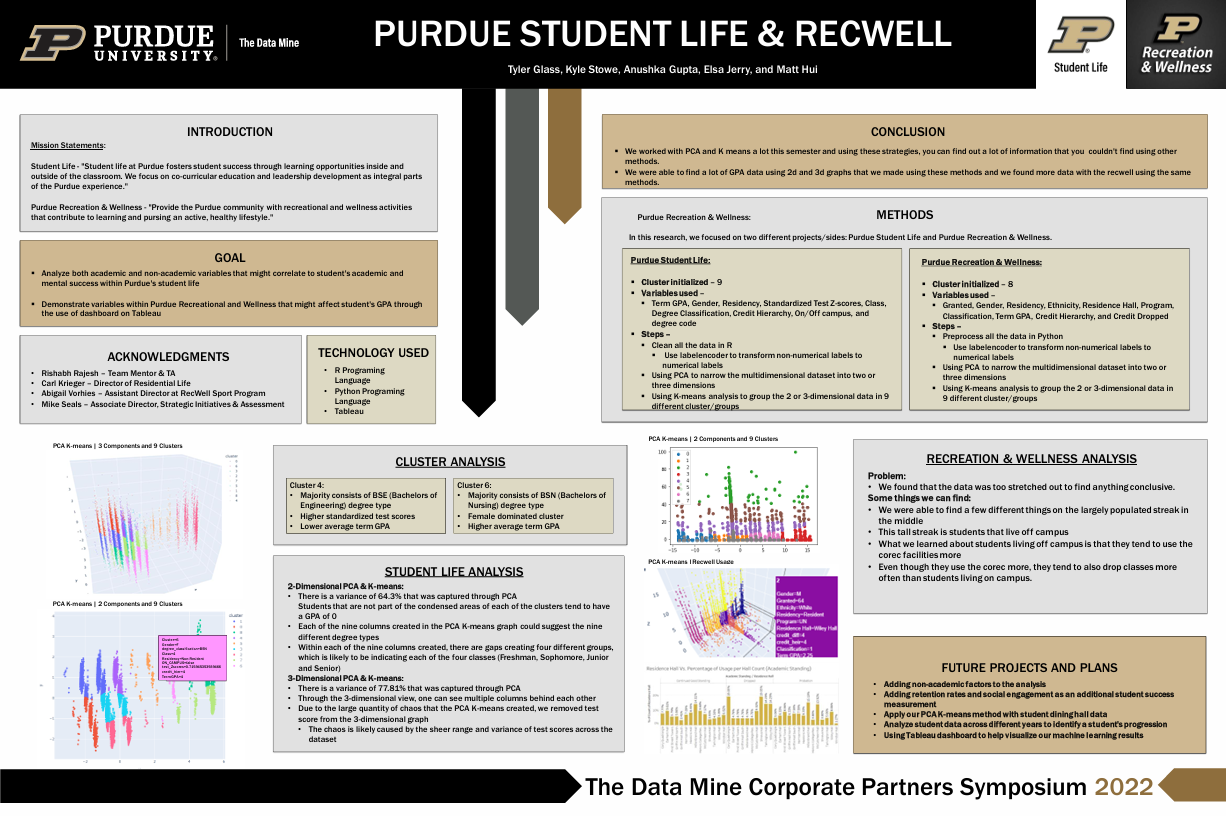 PURDUE UNIVERSITY®
The Data Mine
PURDUE STUDENT LIFE & RECWELL
Tyler Glass, Kyle Stowe, Anushka Gupta, Elsa Jerry, and Matt Hui
Student Life
Recreation
& Wellness
INTRODUCTION
Mission Statements:
Student Life - "Student life at Purdue fosters student success through learning opportunities inside and
outside of the classroom. We focus on co-curricular education and leadership development as integral parts
of the Purdue experience."
Purdue Recreation & Wellness - "Provide the Purdue community with recreational and wellness activities
that contribute to learning and pursing an active, healthy lifestyle."
GOAL
▪ Analyze both academic and non-academic variables that might correlate to student's academic and
mental success within Purdue's student life
▪ Demonstrate variables within Purdue Recreational and Wellness that might affect student's GPA through
the use of dashboard on Tableau
ACKNOWLEDGMENTS
• Rishabh Rajesh – Team Mentor & TA
• Carl Krieger – Director of Residential Life
• Abigail Vorhies – Assistant Director at RecWell Sport Program
• Mike Seals – Associate Director, Strategic Initiatives & Assessment
TECHNOLOGY USED
• R Programing
Language
• Python Programing
Language
• Tableau
CONCLUSION
▪ We worked with PCA and K means a lot this semester and using these strategies, you can find out a lot of information that you couldn't find using other
methods.
▪ We were able to find a lot of GPA data using 2d and 3d graphs that we made using these methods and we found more data with the recwell using the same
methods.
METHODS
Purdue Recreation & Wellness:
In this research, we focused on two different projects/sides: Purdue Student Life and Purdue Recreation & Wellness.
Purdue Student Life:
▪ Cluster initialized – 9
▪ Variables used –
▪ Term GPA, Gender, Residency, Standardized Test Z-scores, Class,
Degree Classification, Credit Hierarchy, On/Off campus, and
degree code
▪ Steps –
▪ Clean all the data in R
▪ Use labelencoder to transform non-numerical labels to
numerical labels
▪ Using PCA to narrow the multidimensional dataset into two or
three dimensions
▪ Using K-means analysis to group the 2 or 3-dimensional data in 9
different cluster/groups
Purdue Recreation & Wellness:
▪ Cluster initialized – 8
▪ Variables used –
▪ Granted, Gender, Residency, Ethnicity, Residence Hall, Program,
Classification, Term GPA, Credit Hierarchy, and Credit Dropped
▪ Steps –
▪ Preprocess all the data in Python
▪ Use labelencoder to transform non-numerical labels to
numerical labels
▪ Using PCA to narrow the multidimensional dataset into two or
three dimensions
▪ Using K-means analysis to group the 2 or 3-dimensional data in
9 different cluster/groups
PCA K-means | 3 Components and 9 Clusters
PCA K-means | 2 Components and 9 Clusters
cluster
CLUSTER ANALYSIS
Cluster 4:
• Majority consists of BSE (Bachelors of
Engineering) degree type
• Higher standardized test scores
• Lower average term GPA
Cluster 6:
• Majority consists of BSN (Bachelors of
Nursing) degree type
• Female dominated cluster
• Higher average term GPA
STUDENT LIFE ANALYSIS
2-Dimensional PCA & K-means:
• There is a variance of 64.3% that was captured through PCA
Students that are not part of the condensed areas of each of the clusters tend to have
a GPA of 0
• Each of the nine columns created in the PCA K-means graph could suggest the nine
different degree types
• Within each of the nine columns created, there are gaps creating four different groups,
which is likely to be indicating each of the four classes (Freshman, Sophomore, Junior
and Senior)
3-Dimensional PCA & K-means:
• There is a variance of 77.81% that was captured through PCA
• Through the 3-dimensional view, one can see multiple columns behind each other
• Due to the large quantity of chaos that the PCA K-means created, we removed test
score from the 3-dimensional graph
• The chaos is likely caused by the sheer range and variance of test scores across the
dataset
PCA K-means | 2 Components and 9 Clusters
100
80
60
40
20
0
−15 −10 −5 0 5 10 15
PCA K-means I Recwell Usage
2
Gender=M
Granted=64
Ethnicity=White
Residency=Resident
Program=UN
Residence Hall=Wiley Hall
credit_diff=4
credit_heir=4
Classification=1
Term GPA=2.25
Residence Hall Vs. Percentage of Usage per Hall Count (Academic Standing)
RECREATION & WELLNESS ANALYSIS
Problem:
• We found that the data was too stretched out to find anything conclusive.
Some things we can find:
• We were able to find a few different things on the largely populated streak in
the middle
• This tall streak is students that live off campus
• What we learned about students living off campus is that they tend to use the
corec facilities more
• Even though they use the corec more, they tend to also drop classes more
often than students living on campus.
FUTURE PROJECTS AND PLANS
• Adding non-academic factors to the analysis
• Adding retention rates and social engagement as an additional student success
measurement
• Apply our PCA K-means method with student dining hall data
• Analyze student data across different years to identify a student's progression
• Using Tableau dashboard to help visualize our machine learning results
The Data Mine Corporate Partners Symposium 2022